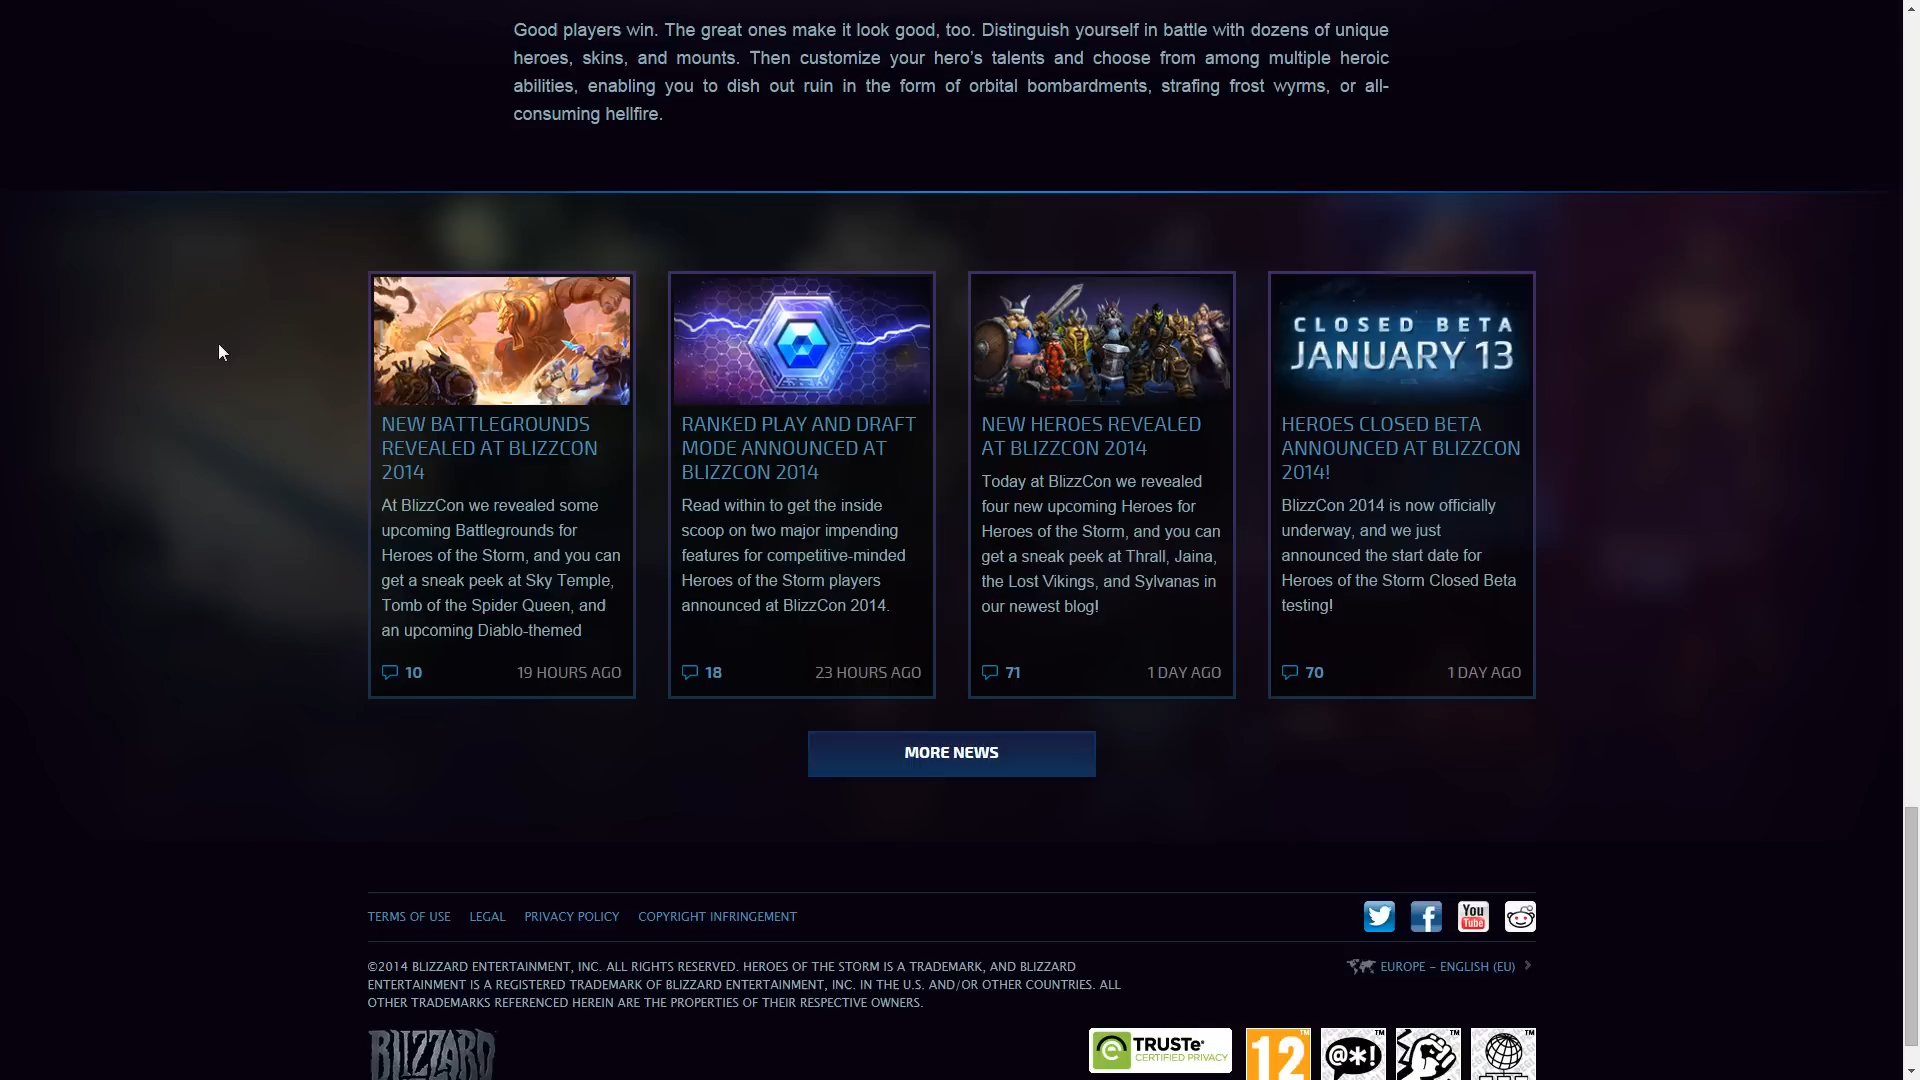 Good players win. The great ones make it look good, too. Distinguish yourself in battle with dozens of unique
heroes, skins, and mounts. Then customize your hero's talents and choose from among multiple heroic
abilities, enabling you to dish out ruin in the form of orbital bombardments, strafing frost wyrms, or all-
consuming hellfire.
CLOSED BETA
JANUARY 13
NEW BATTLEGROUNDS
REVEALED AT BLIZZCON
2014
At BlizzCon we revealed some
upcoming Battlegrounds for
Heroes of the Storm, and you can
get a sneak peek at Sky Temple,
Tomb of the Spider Queen, and
an upcoming Diablo-themed
10
19 HOURS AGO
RANKED PLAY AND DRAFT
MODE ANNOUNCED AT
BLIZZCON 2014
Read within to get the inside
scoop on two major impending
features for competitive-minded
Heroes of the Storm players
announced at BlizzCon 2014.
18
23 HOURS AGO
NEW HEROES REVEALED
AT BLIZZCON 2014
Today at BlizzCon we revealed
four new upcoming Heroes for
Heroes of the Storm, and you can
get a sneak peek at Thrall, Jaina,
the Lost Vikings, and Sylvanas in
our newest blog!
71
1 DAY AGO
HEROES CLOSED BETA
ANNOUNCED AT BLIZZCON
2014!
BlizzCon 2014 is now officially
underway, and we just
announced the start date for
Heroes of the Storm Closed Beta
testing!
70
1 DAY AGO
MORE NEWS
TERMS OF USE LEGAL PRIVACY POLICY COPYRIGHT INFRINGEMENT
You
Tube
©2014 BLIZZARD ENTERTAINMENT, INC. ALL RIGHTS RESERVED. HEROES OF THE STORM IS A TRADEMARK, AND BLIZZARD
ENTERTAINMENT IS A REGISTERED TRADEMARK OF BLIZZARD ENTERTAINMENT, INC. IN THE U.S. AND/OR OTHER COUNTRIES. ALL
OTHER TRADEMARKS REFERENCED HEREIN ARE THE PROPERTIES OF THEIR RESPECTIVE OWNERS.
EUROPE - ENGLISH (EU)
BLIZZARD
TRUSTe
CERTIFIED PRIVACY
12
@*!